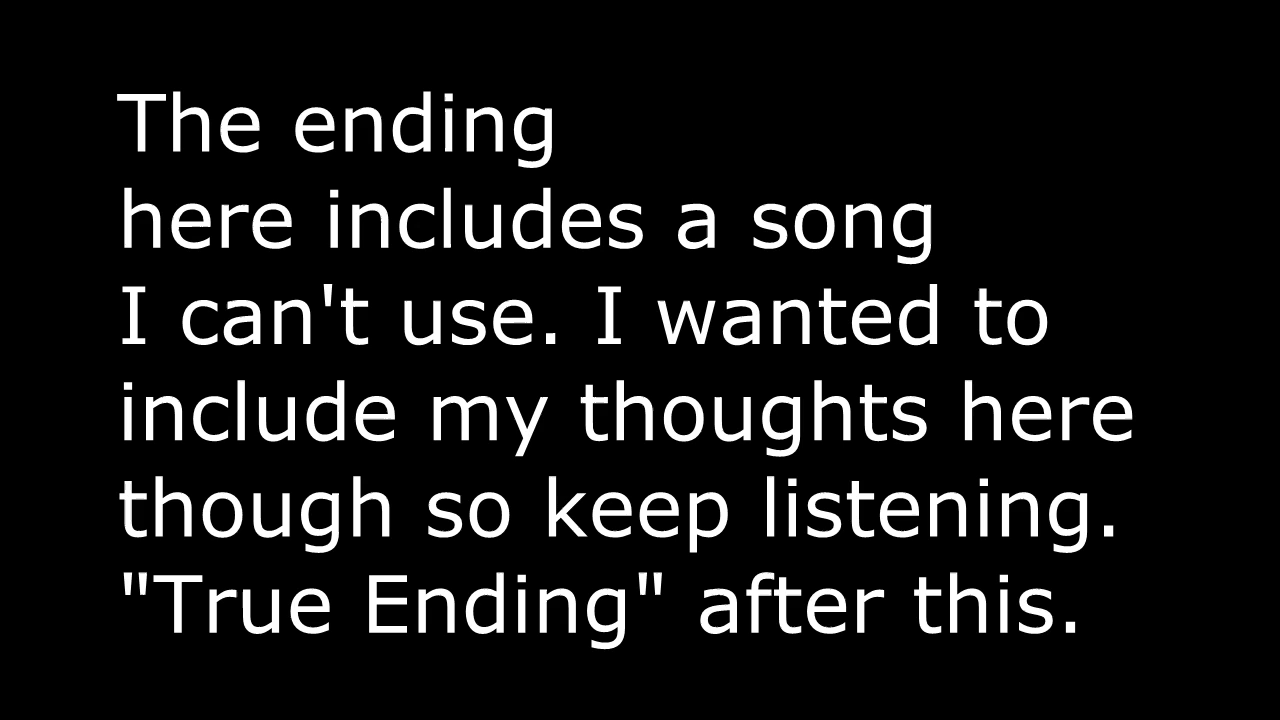 The ending
here includes a song
I can't use. I wanted to
include my thoughts here
though so keep listening.
"True Ending" after this.